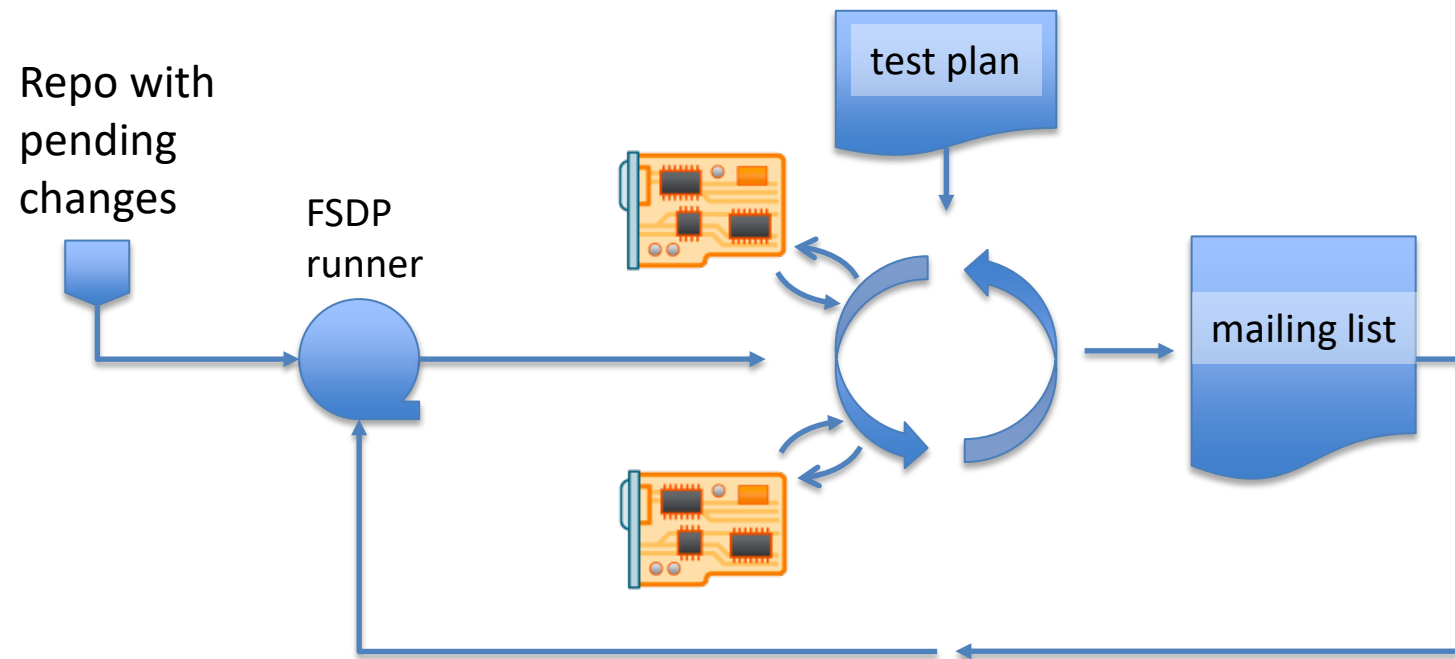 Repo with
pending
changes
FSDP
runner
test plan
mailing list